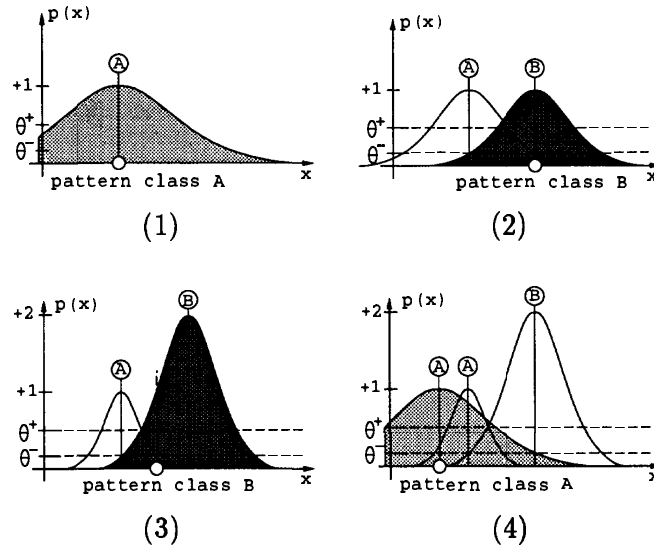 p(x)
A
+1
θ+
θ-
x
pattern class A
(1)
p(x)
A
B
+1
θ+
θ-
x
pattern class B
(2)
p(x)
B
+2
A
+1
θ+
θ-
x
pattern class B
(3)
p(x)
B
+2
A
A
+1
θ+
θ-
x
pattern class A
(4)